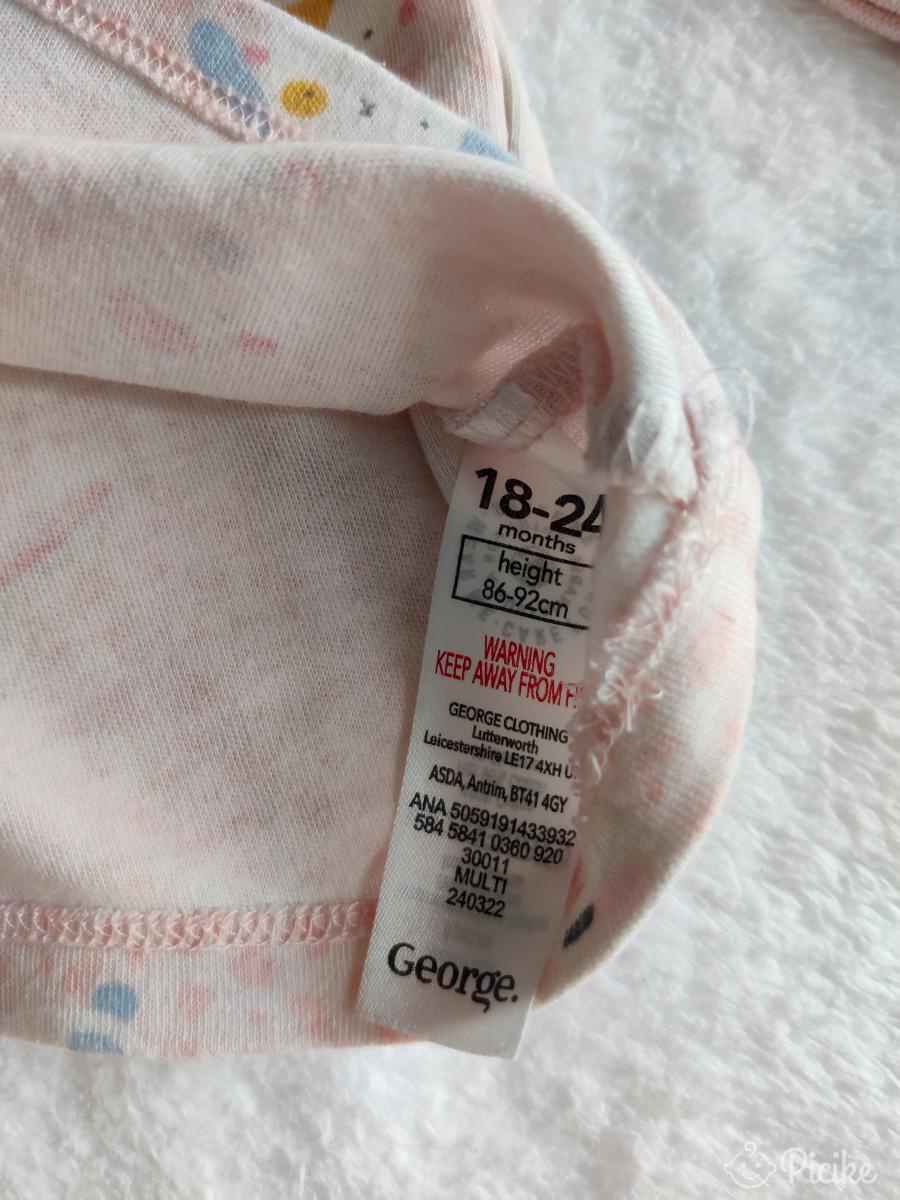 18-24
months
height
86-92cm
WARNING
KEEP AWAY FROM
GEORGE CLOTHING
Lutterworth
Leicestershire LE17 4XH U
ASDA, Antrim, BT41 4GY
ANA 5059191433932
584 5841 0360 920
30011
MULTI
240322
George.
Picike